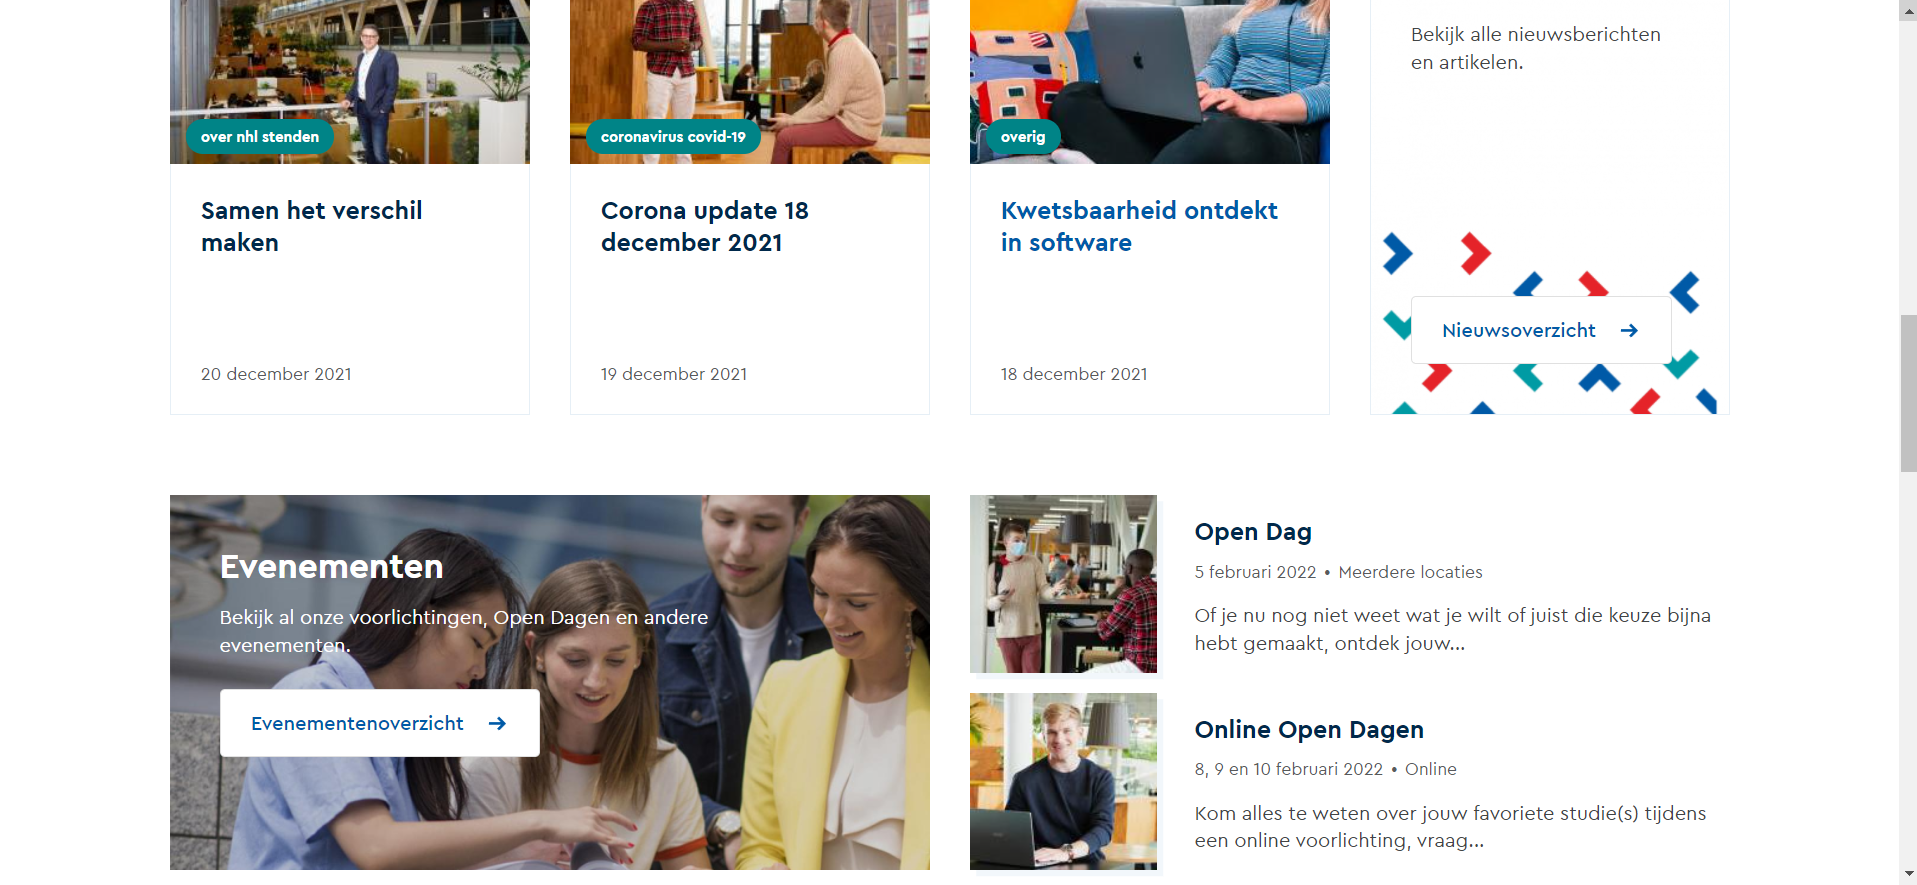 over nhl stenden
Samen het verschil
maken
20 december 2021
coronavirus covid-19
Corona update 18
december 2021
19 december 2021
overig
Kwetsbaarheid ontdekt
in software
18 december 2021
Bekijk alle nieuwsberichten
en artikelen.
Nieuwsoverzicht
Evenementen
Bekijk al onze voorlichtingen, Open Dagen en andere
evenementen.
Evenementenoverzicht
Open Dag
5 februari 2022 • Meerdere locaties
Of je nu nog niet weet wat je wilt of juist die keuze bijna
hebt gemaakt, ontdek jouw...
Online Open Dagen
8, 9 en 10 februari 2022 • Online
Kom alles te weten over jouw favoriete studie(s) tijdens
een online voorlichting, vraag...